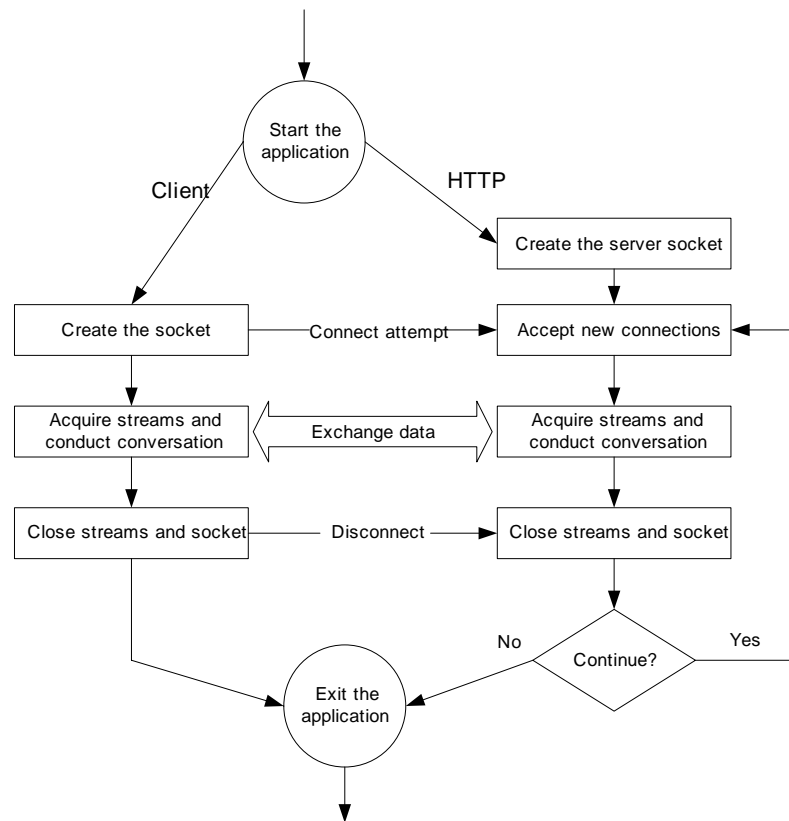 Start the
application
Client
HTTP
Create the server socket
Create the socket
Connect attempt
Accept new connections
Acquire streams and
conduct conversation
Exchange data
Acquire streams and
conduct conversation
Close streams and socket
Disconnect
Close streams and socket
No
Continue?
Yes
Exit the
application